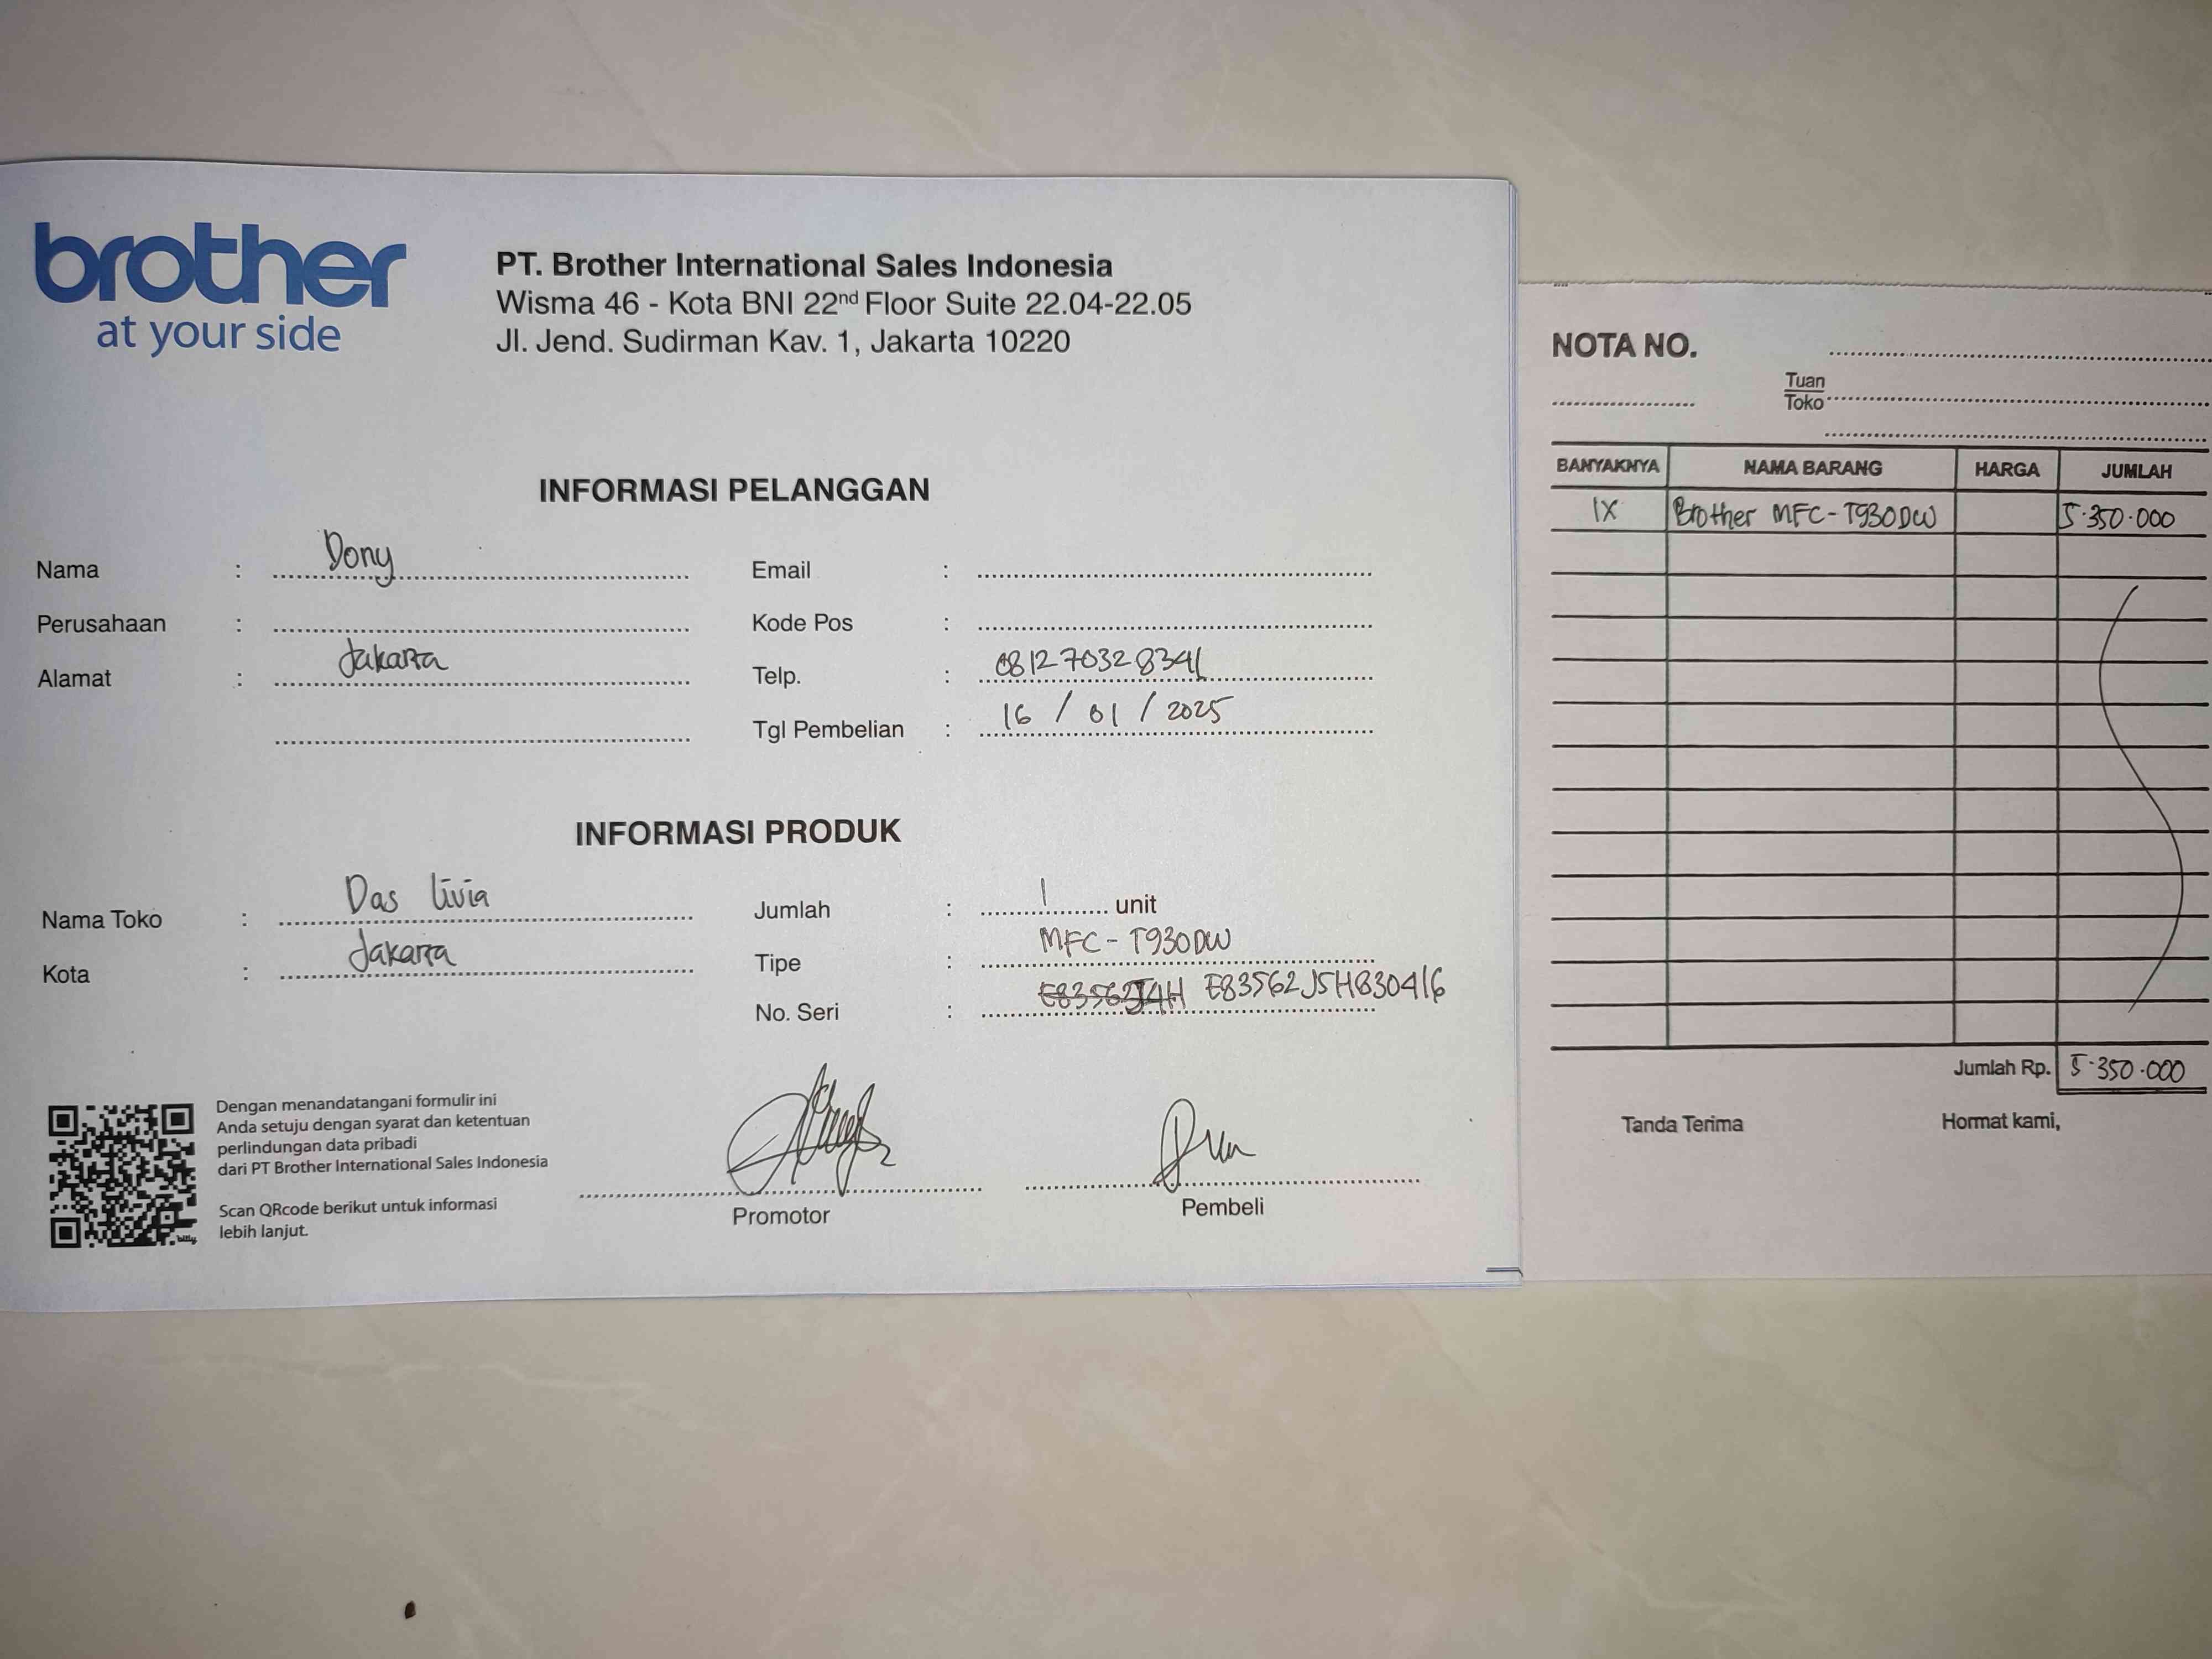 brother
at your side
PT. Brother International Sales Indonesia
Wisma 46 - Kota BNI 22nd Floor Suite 22.04-22.05
Jl. Jend. Sudirman Kav. 1, Jakarta 10220
INFORMASI PELANGGAN
Nama : Dony
Perusahaan :
Alamat : Jakarta
Email :
Kode Pos :
Telp. : 081270328341
Tgl Pembelian : 16 / 01 / 2025
INFORMASI PRODUK
Nama Toko : Das Livia
Kota : Jakarta
Jumlah : 1 unit
Tipe : MFC-T930DW
No. Seri : E83562J4H E83562J5H830416
Dengan menandatangani formulir ini
Anda setuju dengan syarat dan ketentuan
perlindungan data pribadi
dari PT Brother International Sales Indonesia
Scan QRcode berikut untuk informasi
lebih lanjut.
bitly
Promotor
Pembeli
NOTA NO.
Tuan
Toko
BANYAKNYA NAMA BARANG HARGA JUMLAH
1X Brother MFC-T930DW 5.350.000
Jumlah Rp. 5.350.000
Tanda Terima Hormat kami,